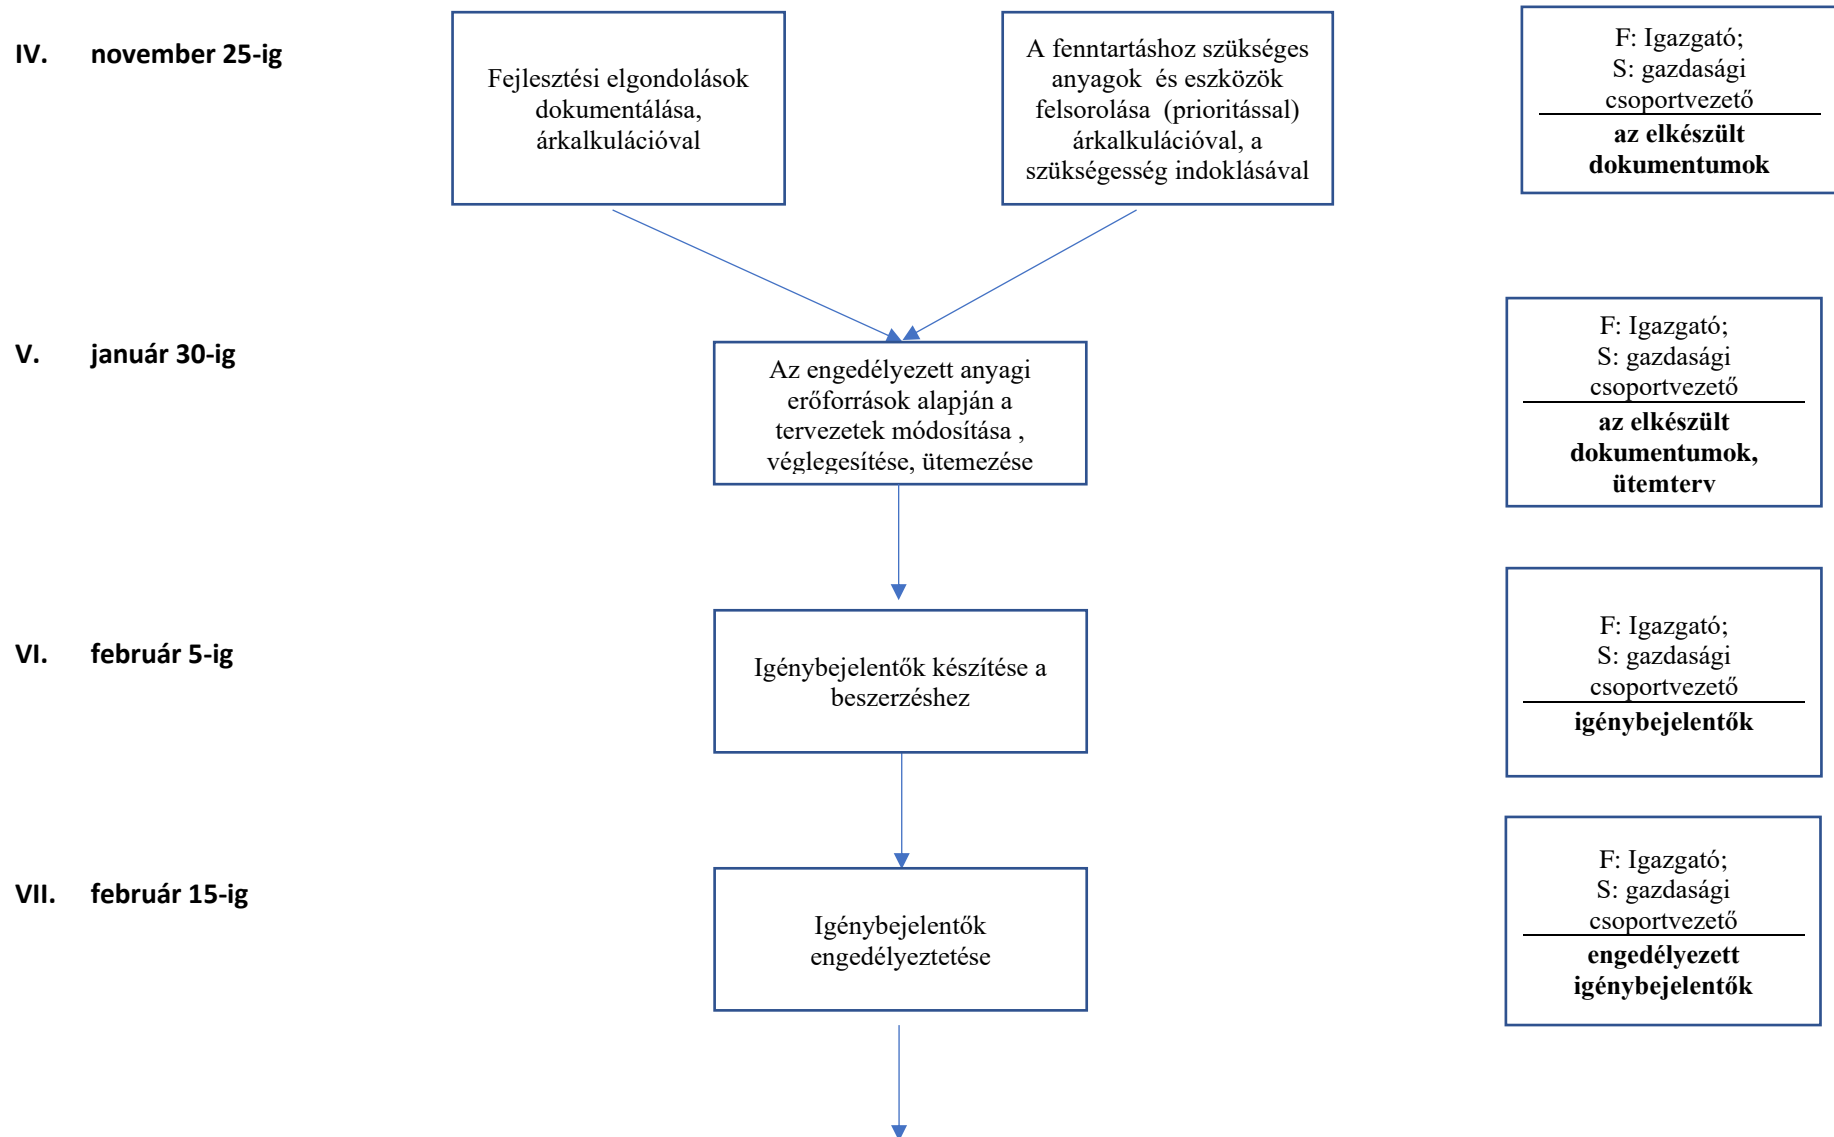 IV. november 25-ig
Fejlesztési elgondolások
dokumentálása,
árkalkulációval
A fenntartáshoz szükséges
anyagok és eszközök
felsorolása (prioritással)
árkalkulációval, a
szükségesség indoklásával
F: Igazgató;
S: gazdasági
csoportvezető
az elkészült
dokumentumok
V. január 30-ig
Az engedélyezett anyagi
erőforrások alapján a
tervezetek módosítása ,
véglegesítése, ütemezése
F: Igazgató;
S: gazdasági
csoportvezető
az elkészült
dokumentumok,
ütemterv
VI. február 5-ig
Igénybejelentők készítése a
beszerzéshez
F: Igazgató;
S: gazdasági
csoportvezető
igénybejelentők
VII. február 15-ig
Igénybejelentők
engedélyeztetése
F: Igazgató;
S: gazdasági
csoportvezető
engedélyezett
igénybejelentők